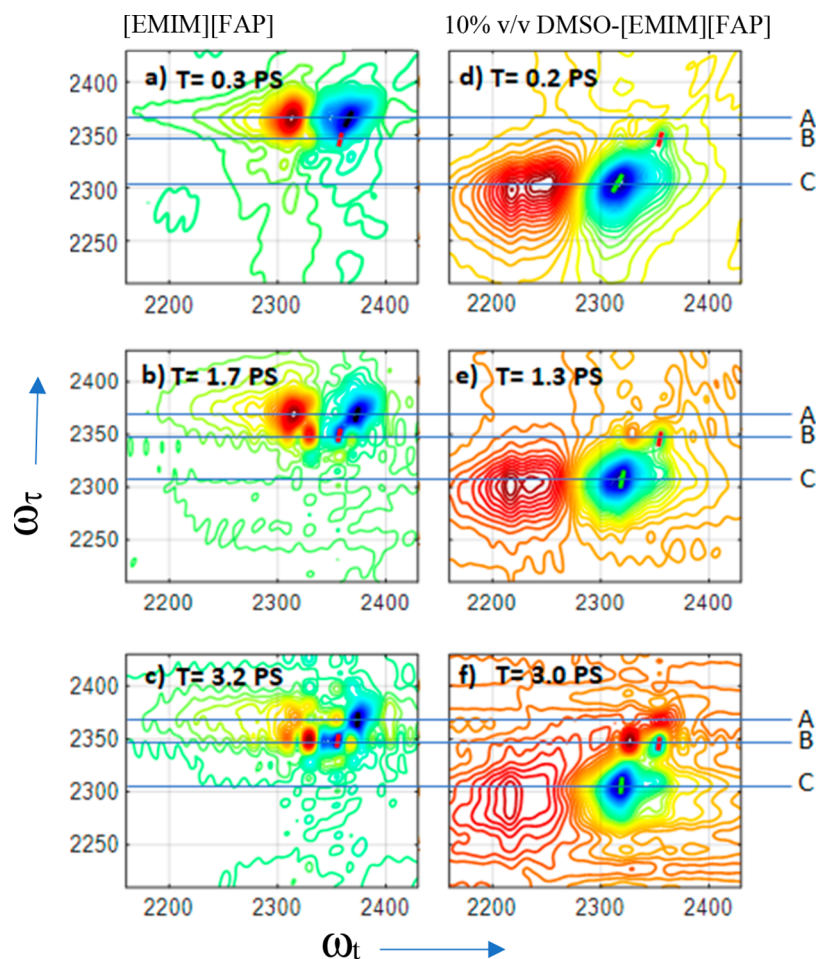 [EMIM][FAP] 10% v/v DMSO-[EMIM][FAP]
a) T= 0.3 PS d) T= 0.2 PS
2400 A
2350 B
2300 C
2250
2200 2300 2400 2200 2300 2400
b) T= 1.7 PS e) T= 1.3 PS
2400 A
2350 B
2300 C
2250
2200 2300 2400 2200 2300 2400
c) T= 3.2 PS f) T= 3.0 PS
2400 A
2350 B
2300 C
2250
2200 2300 2400 2200 2300 2400
ωτ
ωt